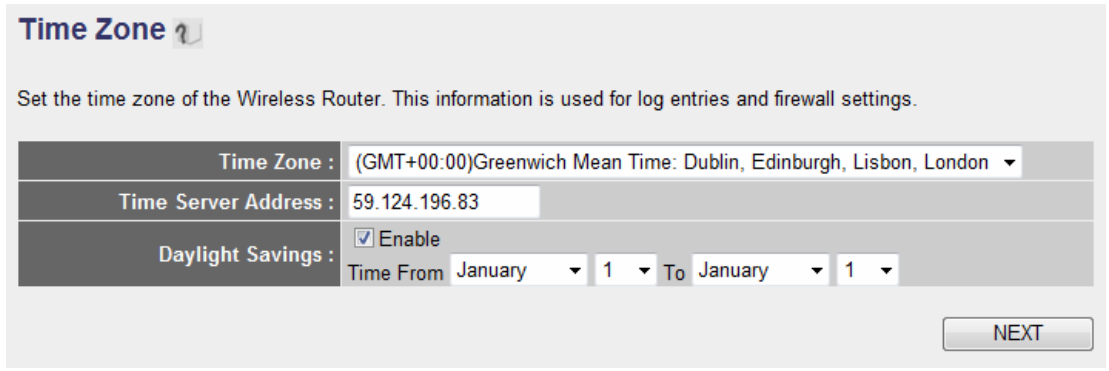 Time Zone
Set the time zone of the Wireless Router. This information is used for log entries and firewall settings.
Time Zone : (GMT+00:00)Greenwich Mean Time: Dublin, Edinburgh, Lisbon, London
Time Server Address : 59.124.196.83
Daylight Savings : Enable
Time From January 1 To January 1
NEXT